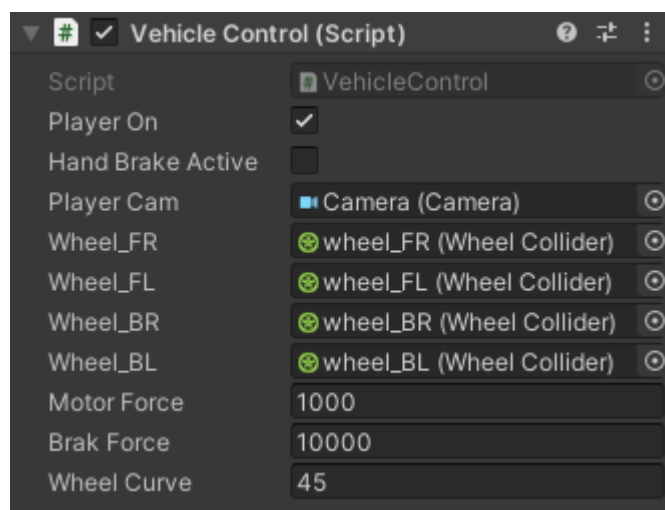 Vehicle Control (Script)
Script VehicleControl
Player On
Hand Brake Active
Player Cam Camera (Camera)
Wheel_FR wheel_FR (Wheel Collider)
Wheel_FL wheel_FL (Wheel Collider)
Wheel_BR wheel_BR (Wheel Collider)
Wheel_BL wheel_BL (Wheel Collider)
Motor Force 1000
Brak Force 10000
Wheel Curve 45